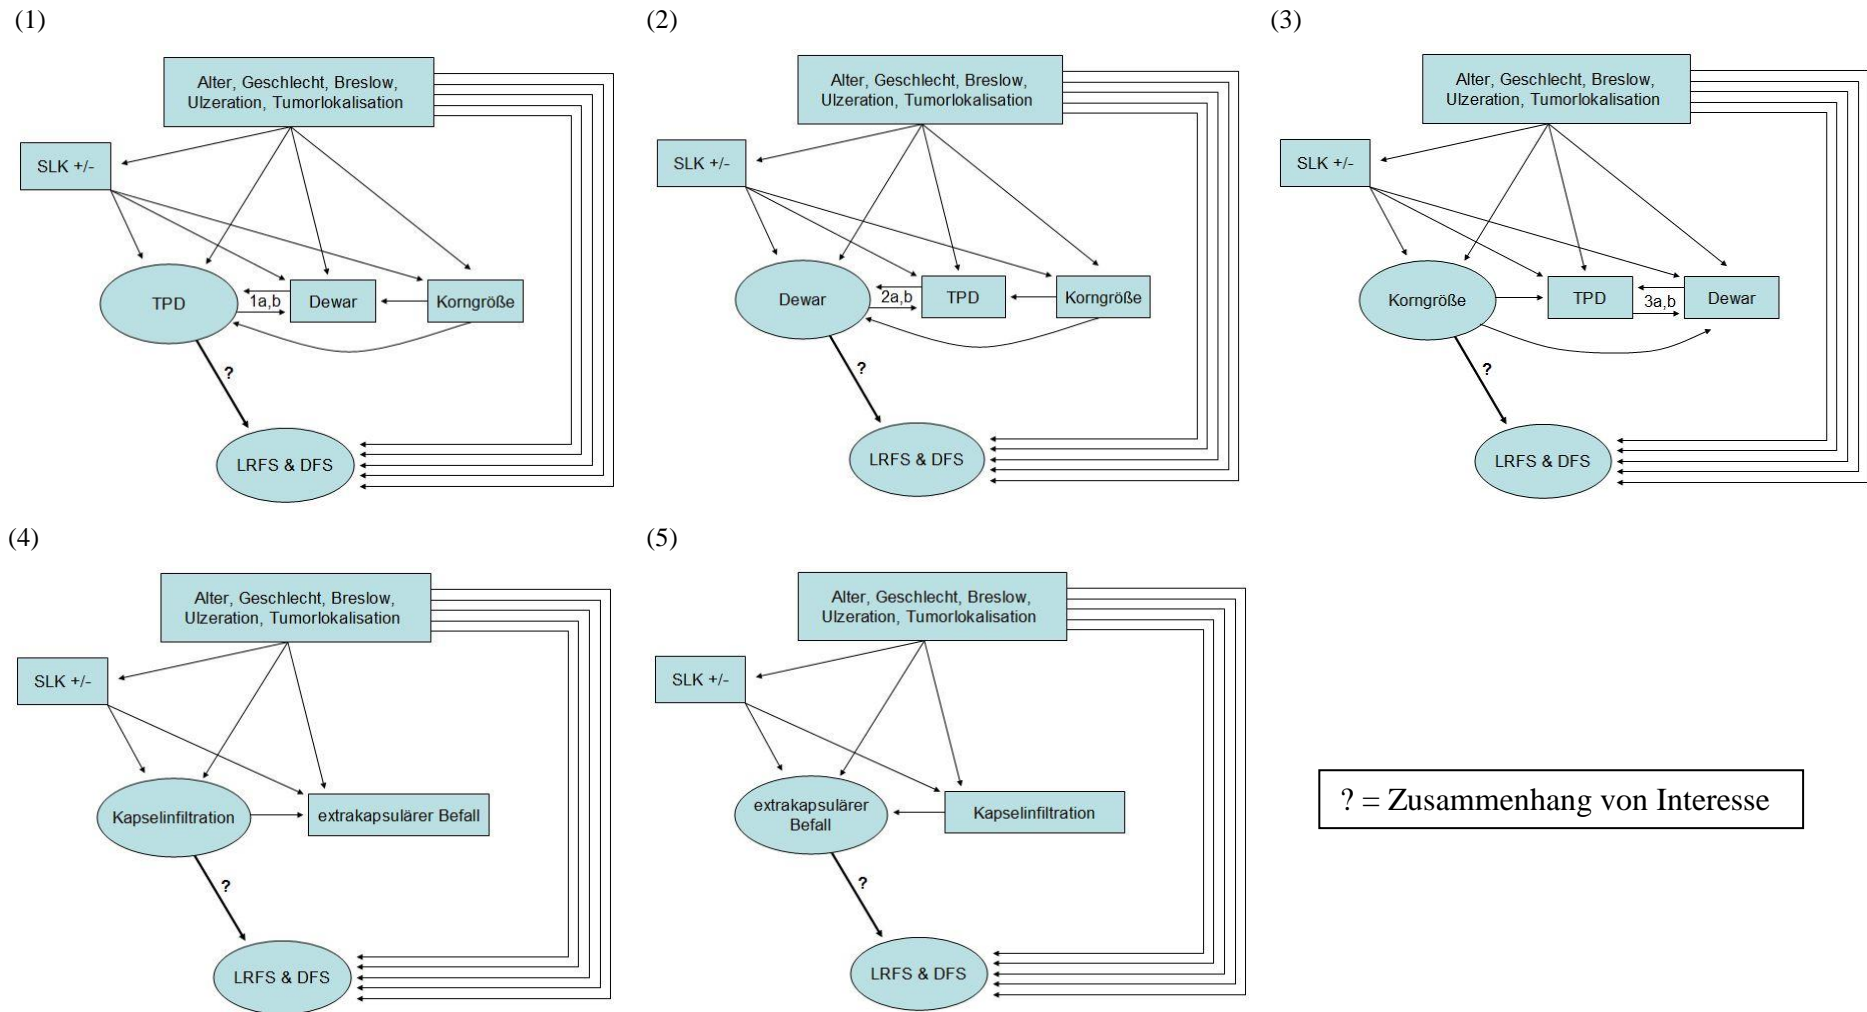 (1)
Alter, Geschlecht, Breslow,
Ulzeration, Tumorlokalisation
SLK +/-
TPD
1a,b
Dewar
Korngröße
?
LRFS & DFS
(2)
Alter, Geschlecht, Breslow,
Ulzeration, Tumorlokalisation
SLK +/-
Dewar
2a,b
TPD
Korngröße
?
LRFS & DFS
(3)
Alter, Geschlecht, Breslow,
Ulzeration, Tumorlokalisation
SLK +/-
Korngröße
TPD
3a,b
Dewar
?
LRFS & DFS
(4)
Alter, Geschlecht, Breslow,
Ulzeration, Tumorlokalisation
SLK +/-
Kapselinfiltration
extrakapsulärer Befall
?
LRFS & DFS
(5)
Alter, Geschlecht, Breslow,
Ulzeration, Tumorlokalisation
SLK +/-
extrakapsulärer
Befall
Kapselinfiltration
?
LRFS & DFS
? = Zusammenhang von Interesse